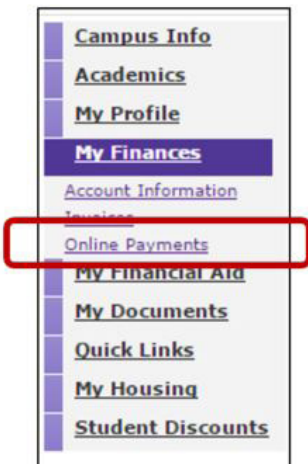 Campus Info
Academics
My Profile
My Finances
Account Information
Invoices
Online Payments
My Financial Aid
My Documents
Quick Links
My Housing
Student Discounts